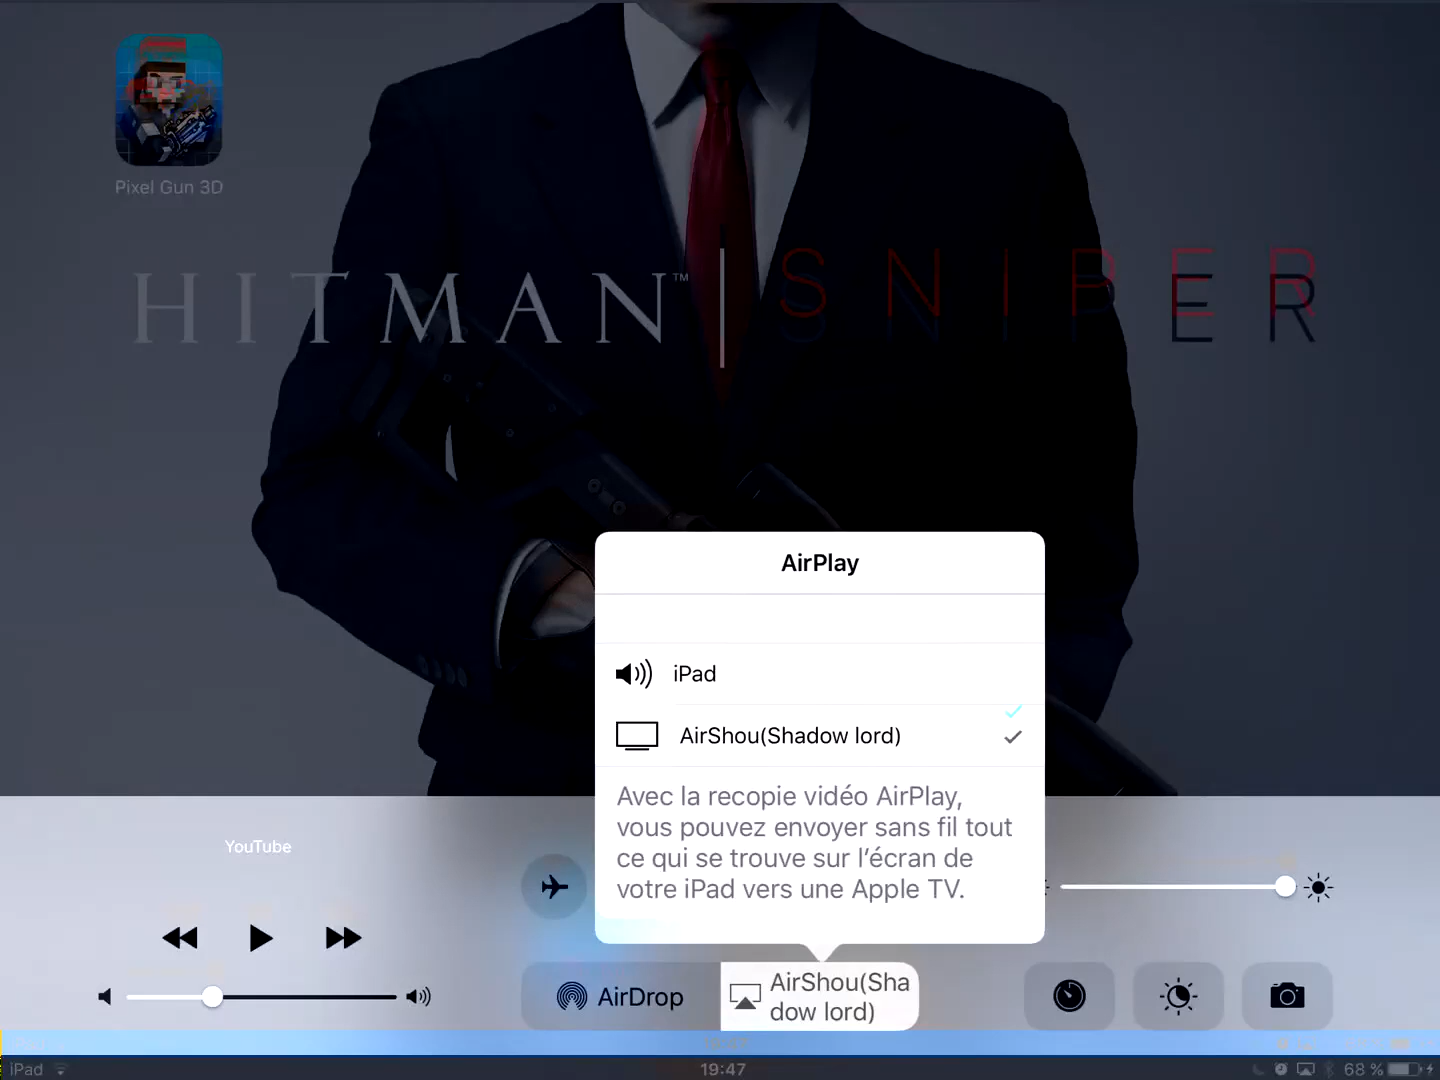 Pixel Gun 3D
HITMAN™ | SNIPER
AirPlay
iPad
AirShou(Shadow lord)
Avec la recopie vidéo AirPlay,
vous pouvez envoyer sans fil tout
ce qui se trouve sur l’écran de
votre iPad vers une Apple TV.
YouTube
AirDrop
AirShou(Sha
dow lord)
iPad 19:47 68 %